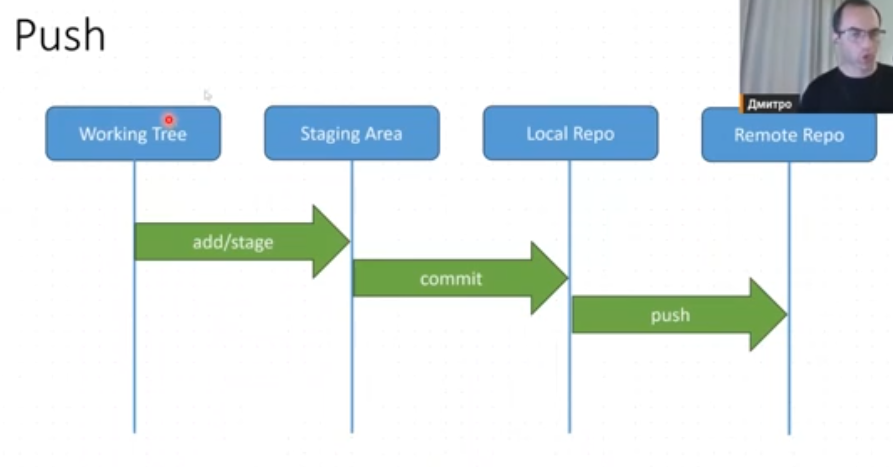 Push
Дмитро
Working Tree
Staging Area
Local Repo
Remote Repo
add/stage
commit
push